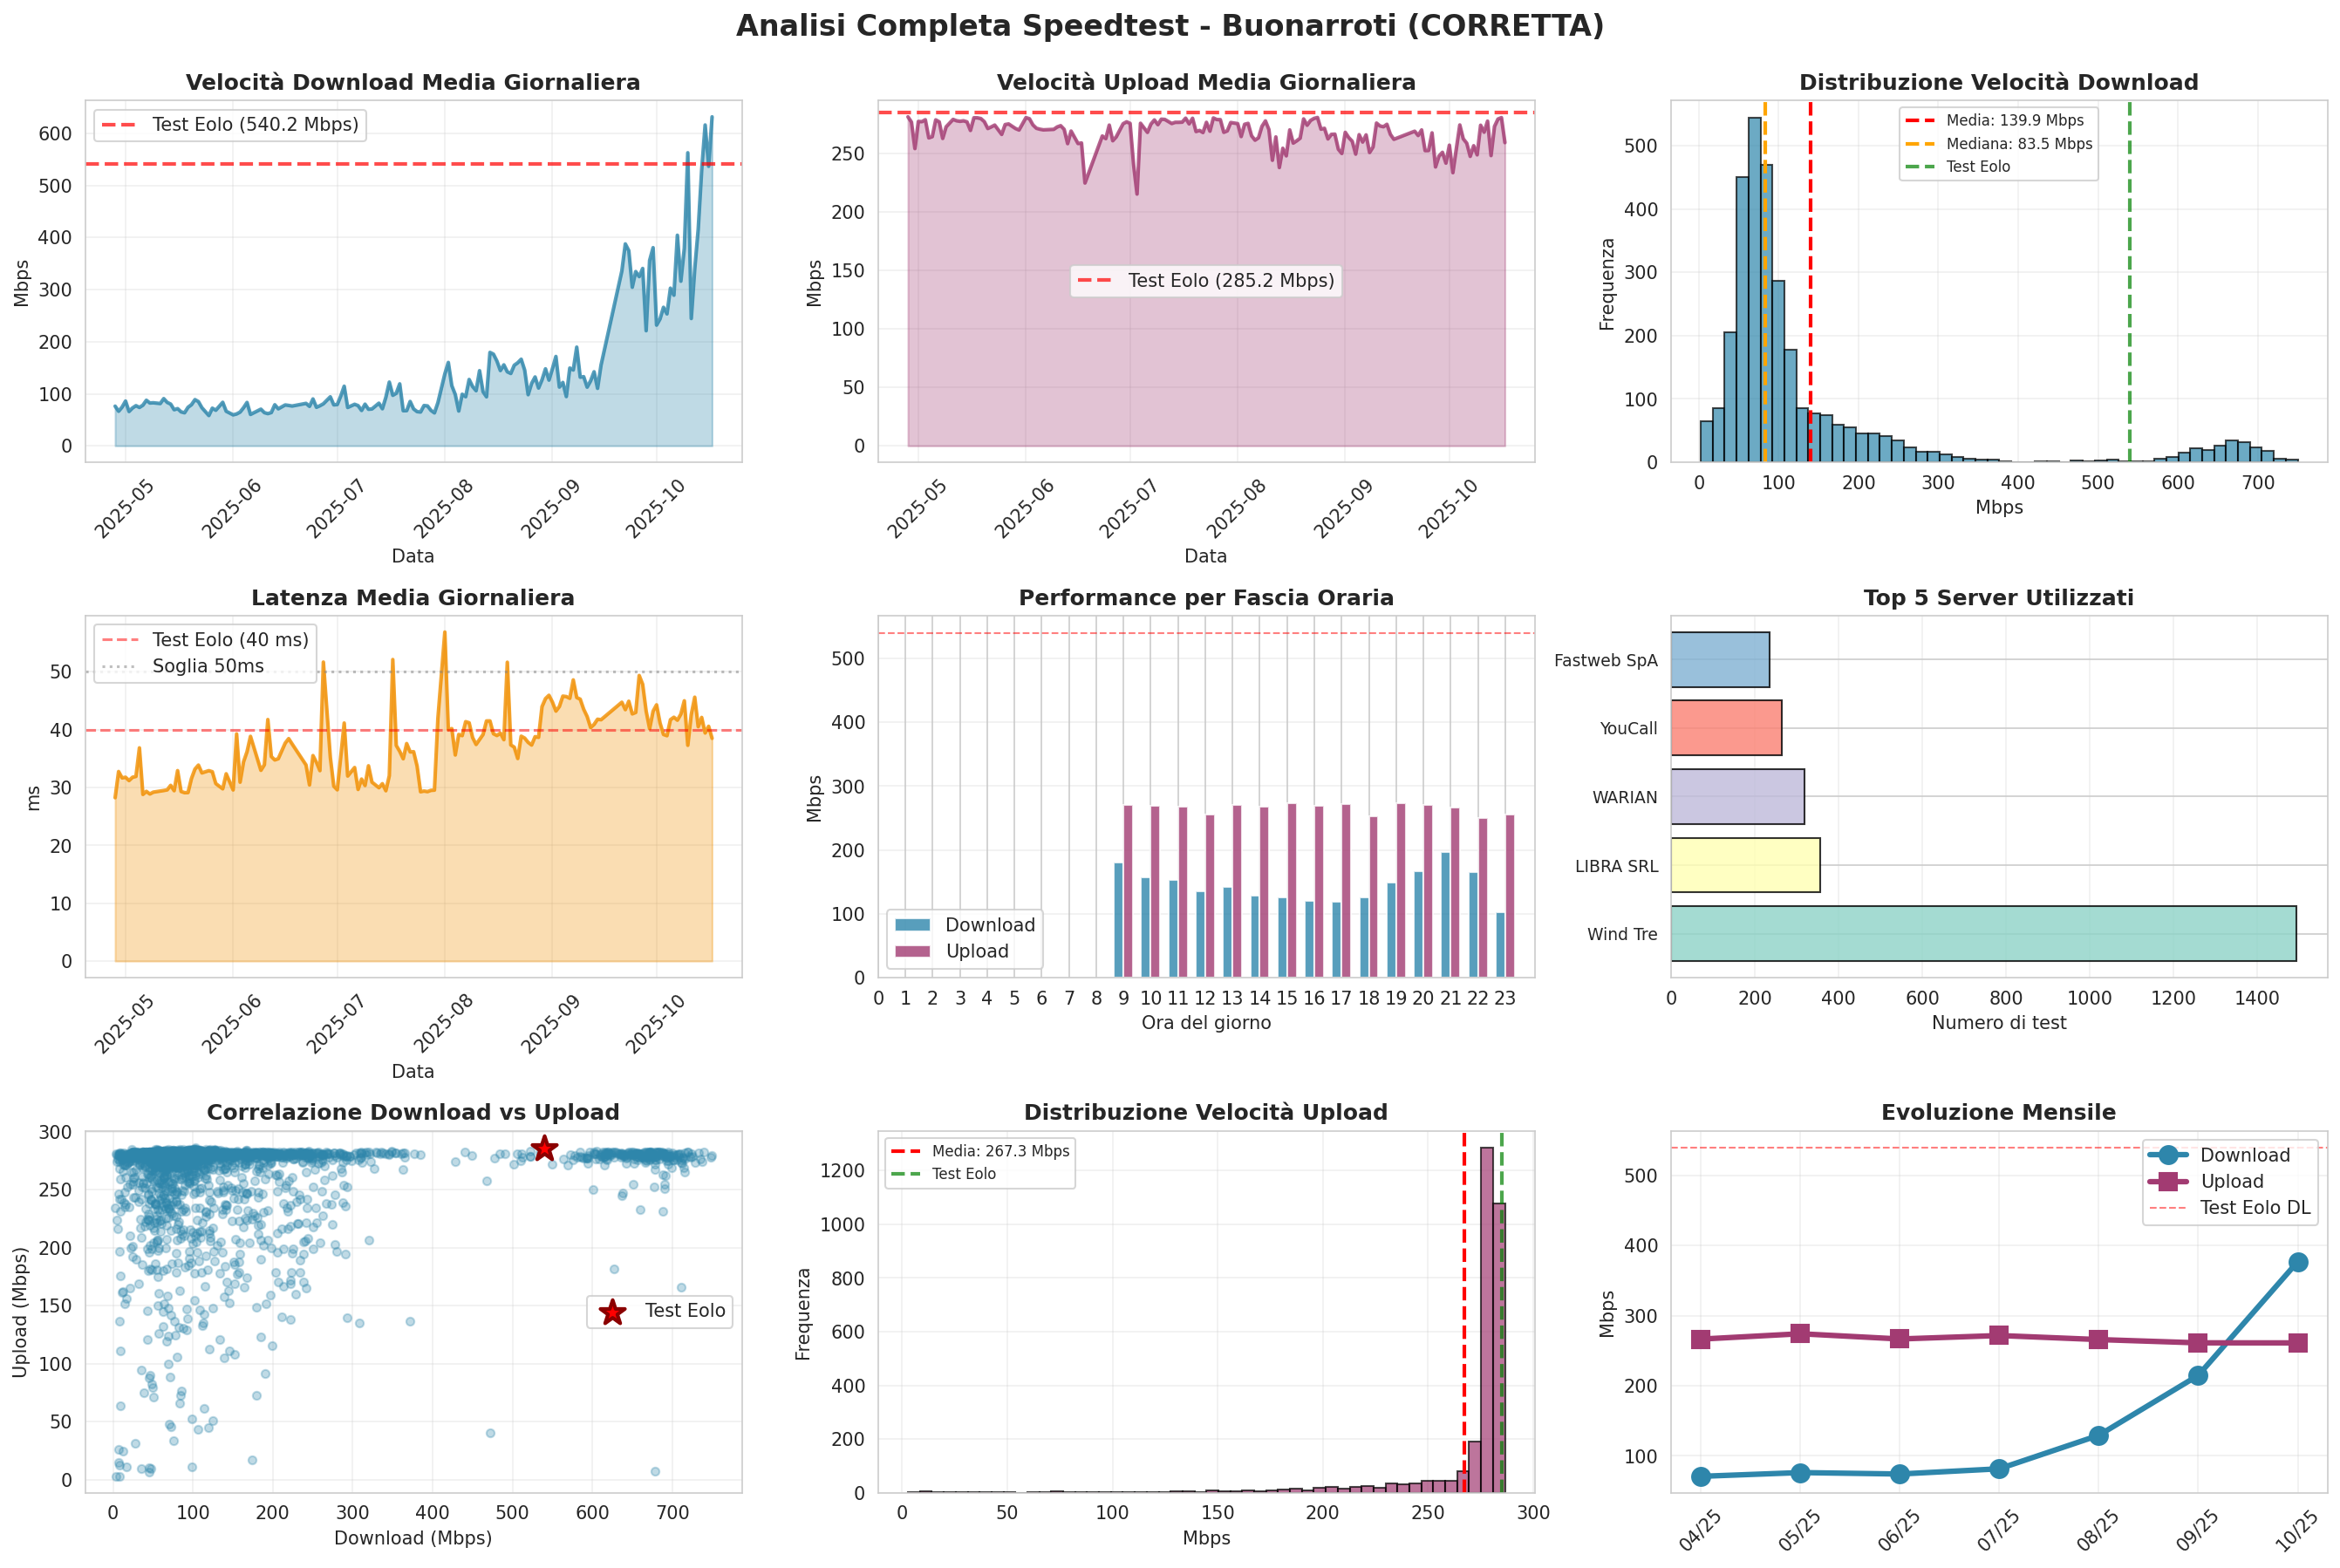 Analisi Completa Speedtest - Buonarroti (CORRETTA)
Velocità Download Media Giornaliera
Test Eolo (540.2 Mbps)
Mbps
600
500
400
300
200
100
0
2025-05
2025-06
2025-07
2025-08
2025-09
2025-10
Data
Velocità Upload Media Giornaliera
Test Eolo (285.2 Mbps)
Mbps
250
200
150
100
50
0
2025-05
2025-06
2025-07
2025-08
2025-09
2025-10
Data
Distribuzione Velocità Download
Media: 139.9 Mbps
Mediana: 83.5 Mbps
Test Eolo
Frequenza
500
400
300
200
100
0
0 100 200 300 400 500 600 700
Mbps
Latenza Media Giornaliera
Test Eolo (40 ms)
Soglia 50ms
ms
50
40
30
20
10
0
2025-05
2025-06
2025-07
2025-08
2025-09
2025-10
Data
Performance per Fascia Oraria
Mbps
500
400
300
200
100
0
Download
Upload
0 1 2 3 4 5 6 7 8 9 10 11 12 13 14 15 16 17 18 19 20 21 22 23
Ora del giorno
Top 5 Server Utilizzati
Fastweb SpA
YouCall
WARIAN
LIBRA SRL
Wind Tre
0 200 400 600 800 1000 1200 1400
Numero di test
Correlazione Download vs Upload
Upload (Mbps)
300
250
200
150
100
50
0
Test Eolo
0 100 200 300 400 500 600 700
Download (Mbps)
Distribuzione Velocità Upload
Media: 267.3 Mbps
Test Eolo
Frequenza
1200
1000
800
600
400
200
0
0 50 100 150 200 250 300
Mbps
Evoluzione Mensile
Download
Upload
Test Eolo DL
Mbps
500
400
300
200
100
04/25
05/25
06/25
07/25
08/25
09/25
10/25